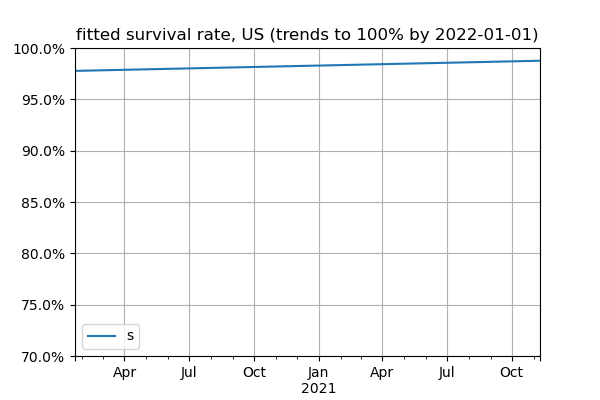 fitted survival rate, US (trends to 100% by 2022-01-01)
100.0%
95.0%
90.0%
85.0%
80.0%
75.0%
70.0%
s
Apr Jul Oct Jan Apr Jul Oct
2021